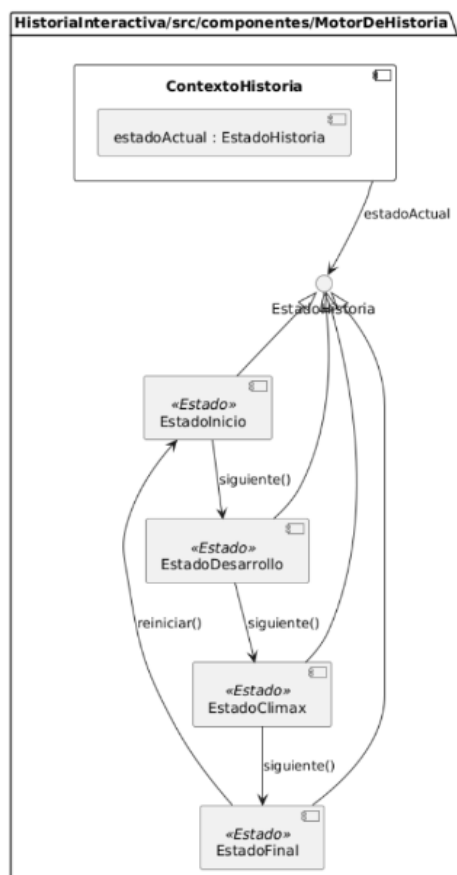 HistoriaInteractiva/src/componentes/MotorDeHistoria
ContextoHistoria
estadoActual : EstadoHistoria
estadoActual
EstadoHistoria
«Estado»
EstadoInicio
siguiente()
«Estado»
EstadoDesarrollo
reiniciar()
siguiente()
«Estado»
EstadoClimax
siguiente()
«Estado»
EstadoFinal